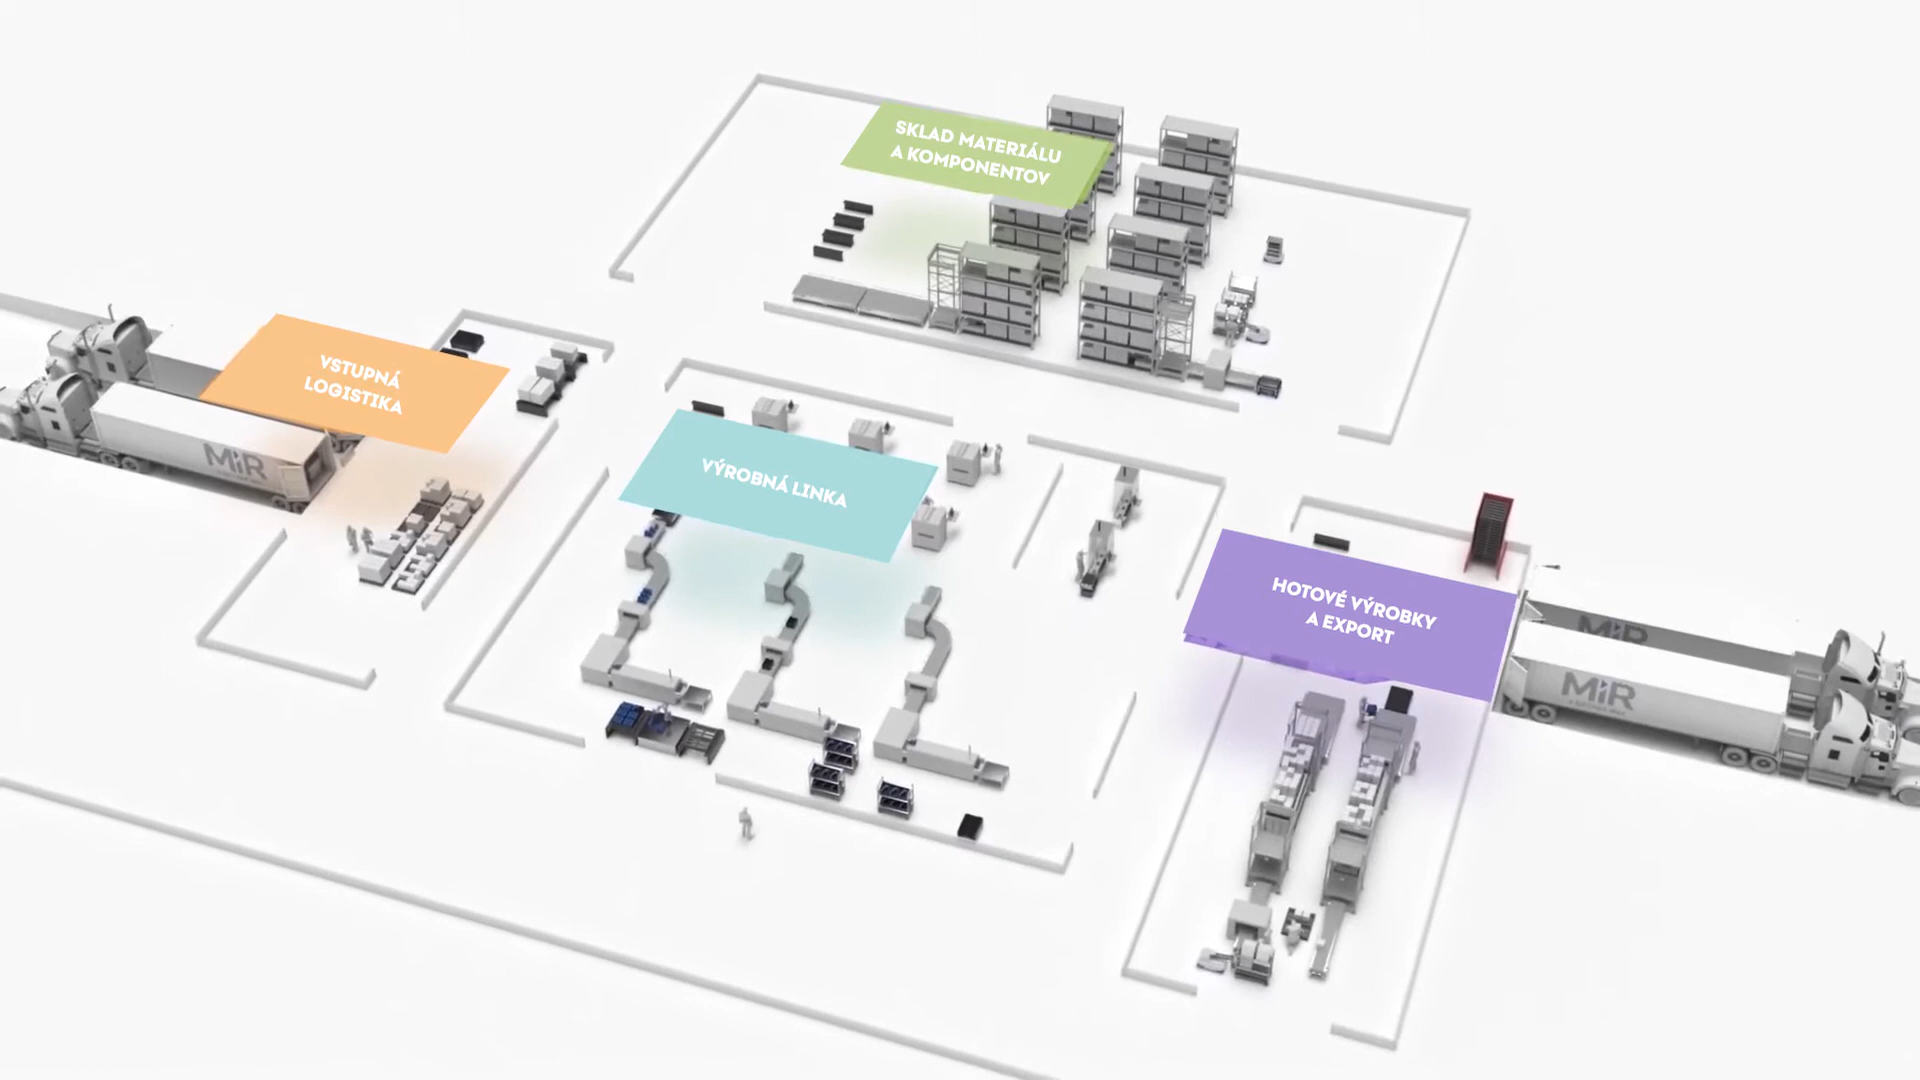 SKLAD MATERIÁLU
A KOMPONENTOV
VSTUPNÁ
LOGISTIKA
MiR
VÝROBNÁ LINKA
HOTOVÉ VÝROBKY
A EXPORT
MiR
MiR